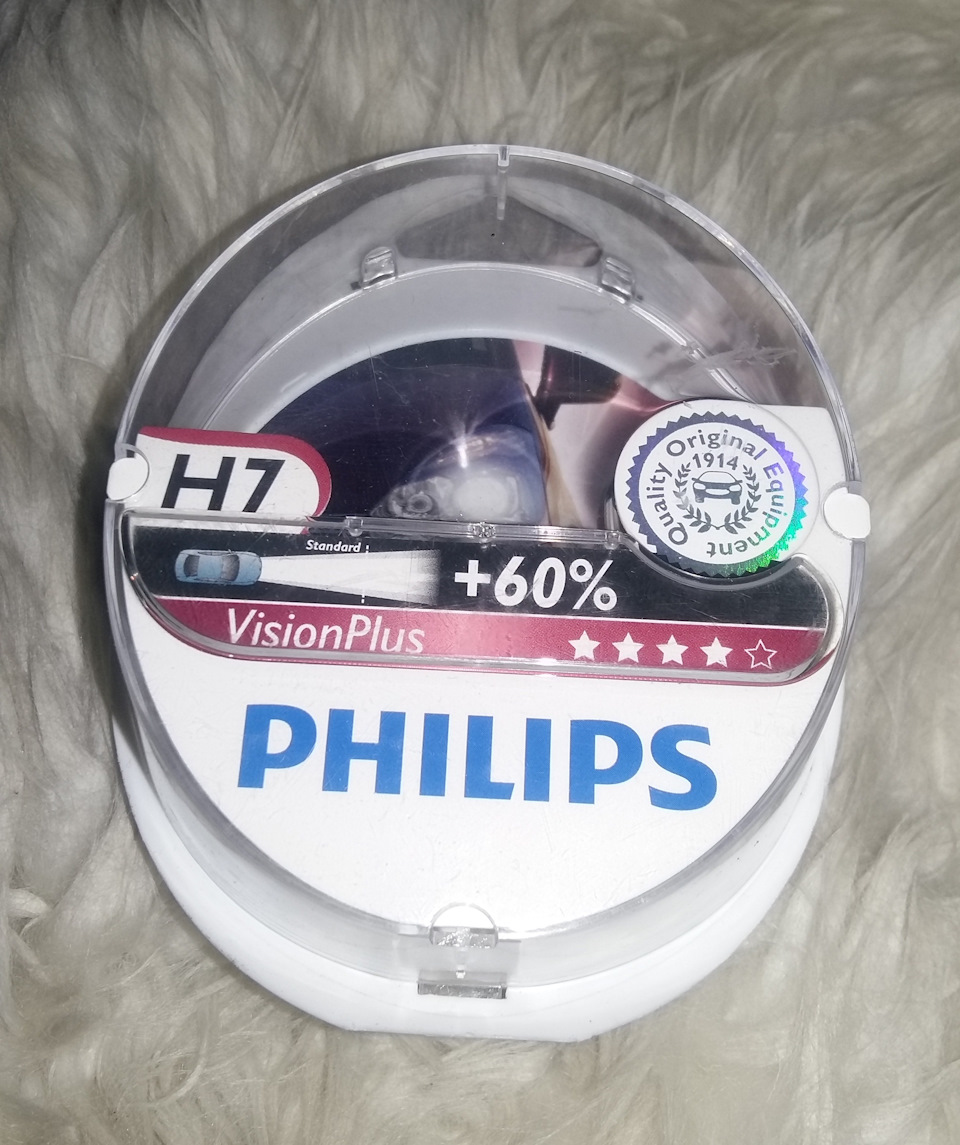 H7
Quality Original Equipment
1914
Standard
+60%
VisionPlus
PHILIPS